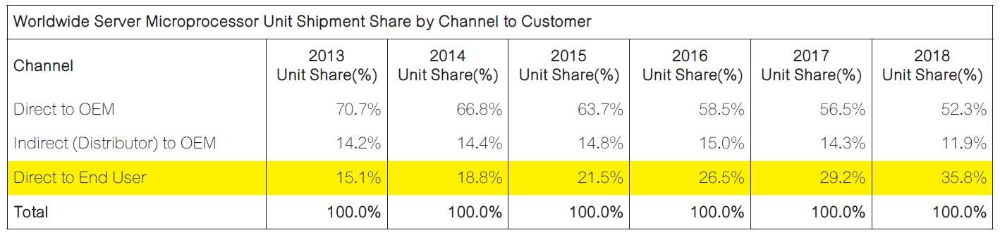 Worldwide Server Microprocessor Unit Shipment Share by Channel to Customer
Channel 2013 Unit Share(%) 2014 Unit Share(%) 2015 Unit Share(%) 2016 Unit Share(%) 2017 Unit Share(%) 2018 Unit Share(%)
Direct to OEM 70.7% 66.8% 63.7% 58.5% 56.5% 52.3%
Indirect (Distributor) to OEM 14.2% 14.4% 14.8% 15.0% 14.3% 11.9%
Direct to End User 15.1% 18.8% 21.5% 26.5% 29.2% 35.8%
Total 100.0% 100.0% 100.0% 100.0% 100.0% 100.0%